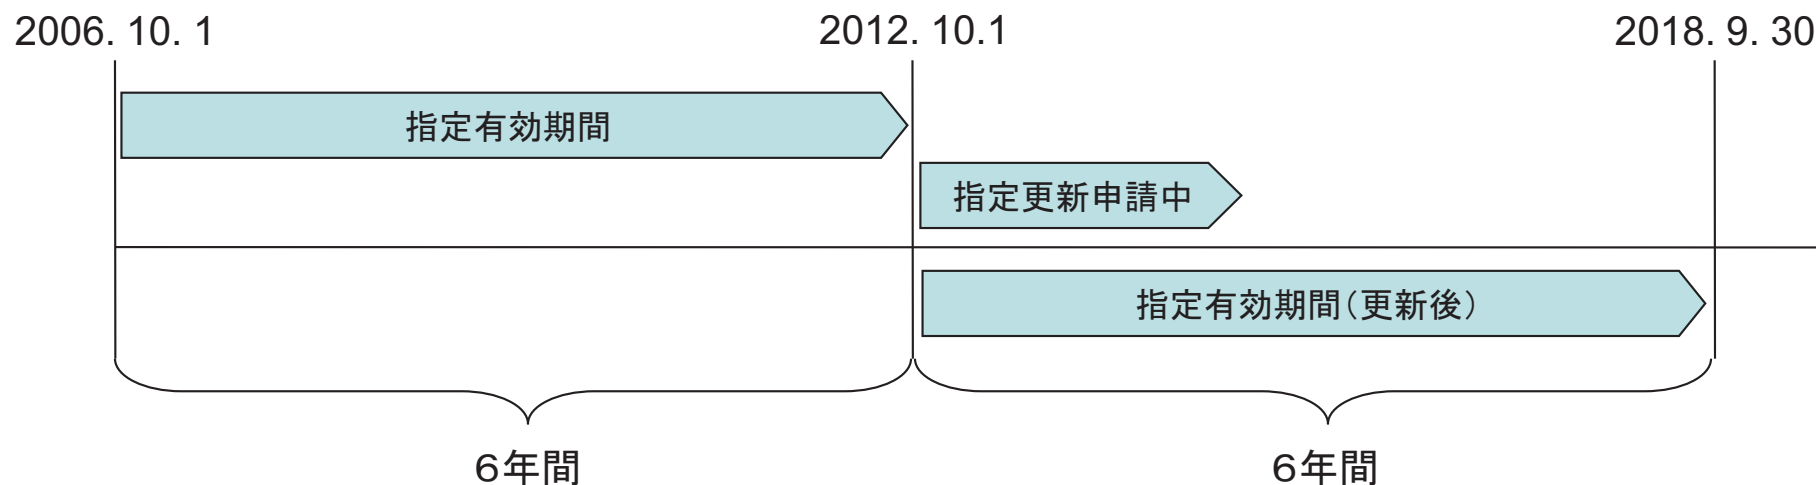 2006. 10. 1
2012. 10.1
2018. 9. 30
指定有効期間
指定更新申請中
指定有効期間（更新後）
６年間
６年間